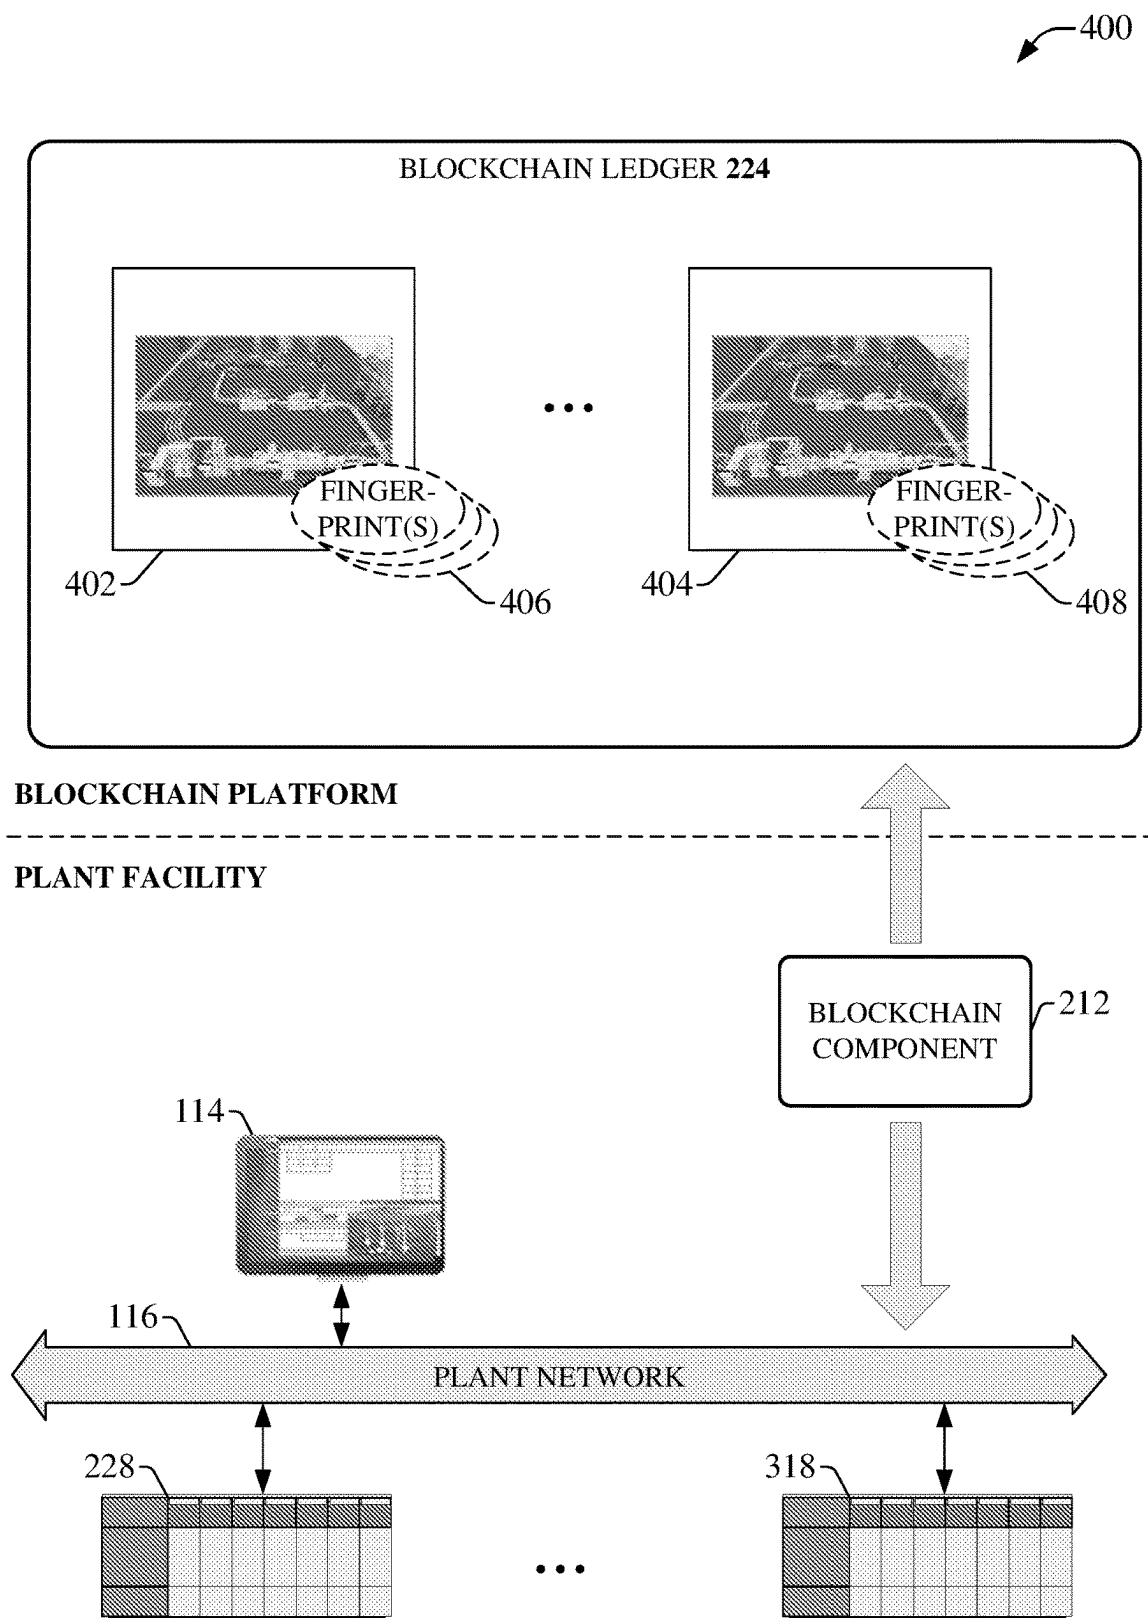 400
BLOCKCHAIN LEDGER 224
FINGER-
PRINT(S)
FINGER-
PRINT(S)
402
406
404
408
BLOCKCHAIN PLATFORM
PLANT FACILITY
BLOCKCHAIN
COMPONENT
212
114
116
PLANT NETWORK
228
318